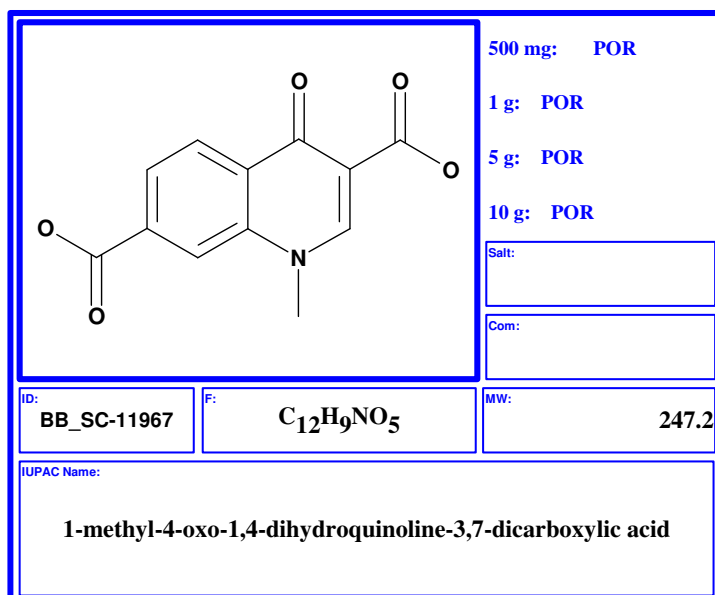 500 mg: POR
1 g: POR
5 g: POR
10 g: POR
O O
O
O
N
O
Salt:
Com:
ID: BB_SC-11967
F: C12H9NO5
MW: 247.2
IUPAC Name:
1-methyl-4-oxo-1,4-dihydroquinoline-3,7-dicarboxylic acid